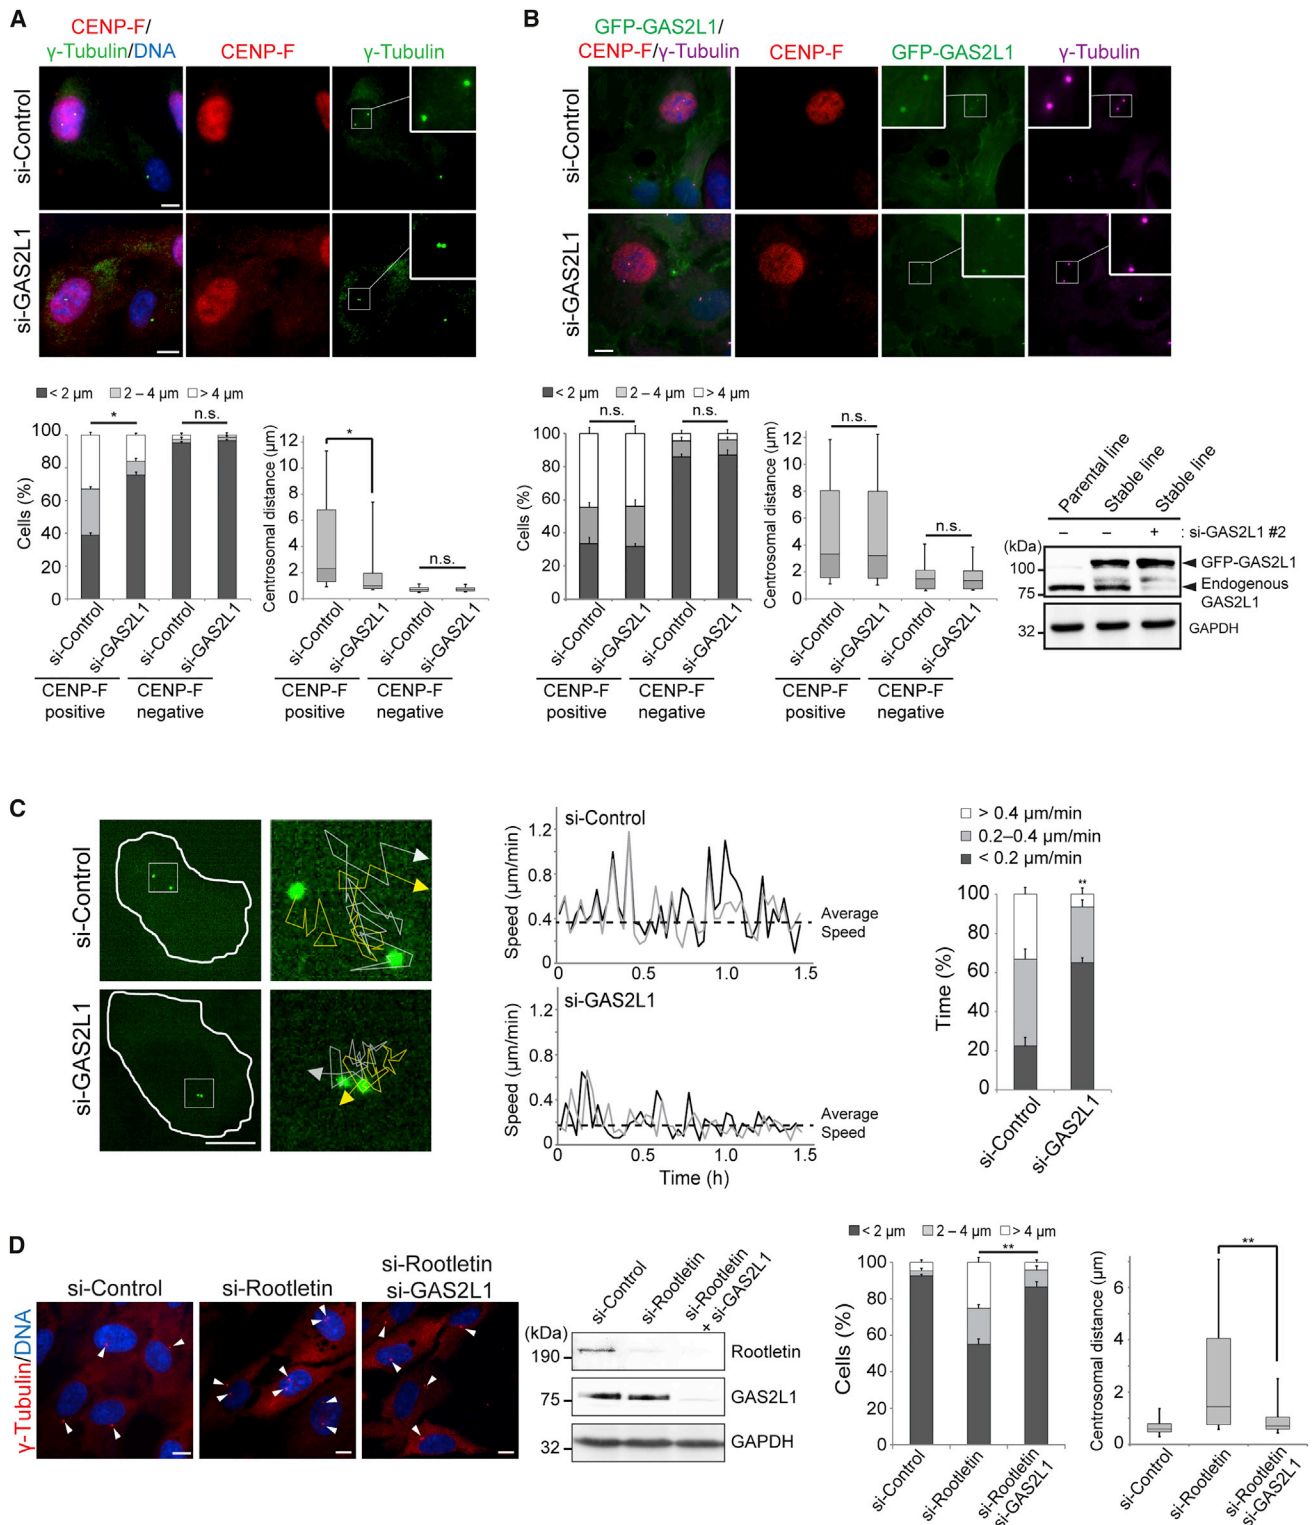 A
CENP-F/
γ-Tubulin/DNA
CENP-F
γ-Tubulin
si-Control
si-GAS2L1
< 2 µm
2 – 4 µm
> 4 µm
*
n.s.
Cells (%)
100
80
60
40
20
0
si-Control
si-GAS2L1
si-Control
si-GAS2L1
CENP-F
positive
CENP-F
negative
Centrosomal distance (µm)
12
10
8
6
4
2
0
*
n.s.
si-Control
si-GAS2L1
si-Control
si-GAS2L1
CENP-F
positive
CENP-F
negative
B
GFP-GAS2L1/
CENP-F/γ-Tubulin
CENP-F
GFP-GAS2L1
γ-Tubulin
si-Control
si-GAS2L1
< 2 µm
2 – 4 µm
> 4 µm
n.s.
n.s.
Cells (%)
100
80
60
40
20
0
si-Control
si-GAS2L1
si-Control
si-GAS2L1
CENP-F
positive
CENP-F
negative
Centrosomal distance (µm)
12
10
8
6
4
2
0
n.s.
n.s.
si-Control
si-GAS2L1
si-Control
si-GAS2L1
CENP-F
positive
CENP-F
negative
Parental line
Stable line
Stable line
– – + : si-GAS2L1 #2
(kDa)
100
75
32
GFP-GAS2L1
Endogenous
GAS2L1
GAPDH
C
si-Control
si-GAS2L1
si-Control
Speed (µm/min)
1.2
0.8
0.4
0
0 0.5 1.0 1.5
Average
Speed
si-GAS2L1
Speed (µm/min)
1.2
0.8
0.4
0
0 0.5 1.0 1.5
Average
Speed
Time (h)
> 0.4 µm/min
0.2–0.4 µm/min
< 0.2 µm/min
**
Time (%)
100
80
60
40
20
0
si-Control
si-GAS2L1
D
si-Control
si-Rootletin
si-Rootletin
si-GAS2L1
γ-Tubulin/DNA
si-Control
si-Rootletin
si-Rootletin
+ si-GAS2L1
(kDa)
190
75
32
Rootletin
GAS2L1
GAPDH
< 2 µm
2 – 4 µm
> 4 µm
**
Cells (%)
100
80
60
40
20
0
si-Control
si-Rootletin
si-Rootletin
si-GAS2L1
Centrosomal distance (µm)
6
4
2
0
**
si-Control
si-Rootletin
si-Rootletin
si-GAS2L1